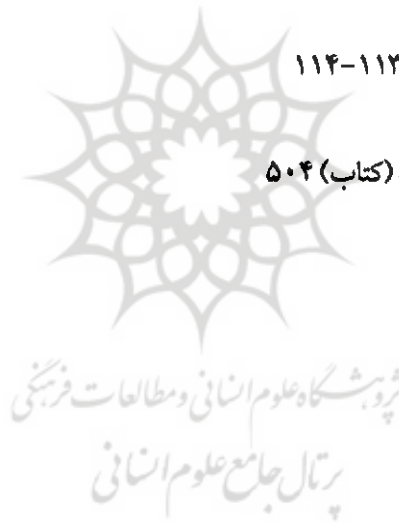 ۱۱۲-۱۱۴
(کتاب) ۵۰۴
پژوهشگاه علوم انسانی و مطالعات فرهنگی
پرتال جامع علوم انسانی